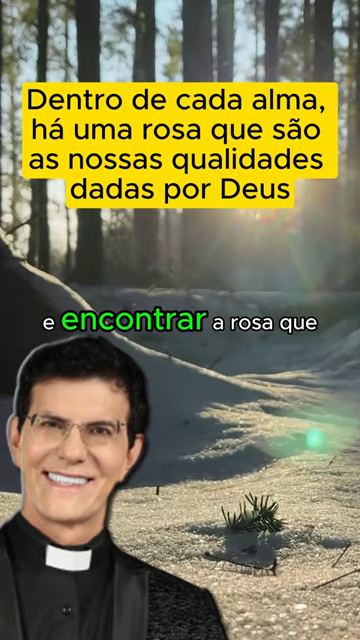 Dentro de cada alma,
há uma rosa que são
as nossas qualidades
dadas por Deus
e encontrar a rosa que